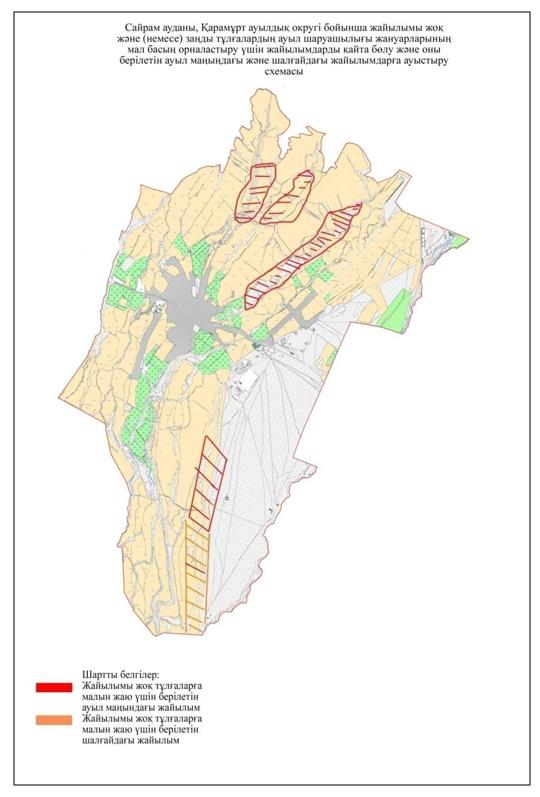 Сайрам ауданы, Қарамұрт ауылдық округі бойынша жайылымы жоқ
және (немесе) заңды тұлғалардың ауыл шаруашылығы жануарларының
мал басың орналастыру үшін жайылымдарды қайта бөлу және оны
берілетін ауыл маңындағы және шалғайдағы жайылымдарға ауыстыру
схемасы
Шартты белгілер:
Жайылымы жоқ тұлғаларға
малын жаю үшін берілетін
ауыл маңындағы жайылым
Жайылымы жоқ тұлғаларға
малын жаю үшін берілетін
шалғайдағы жайылым